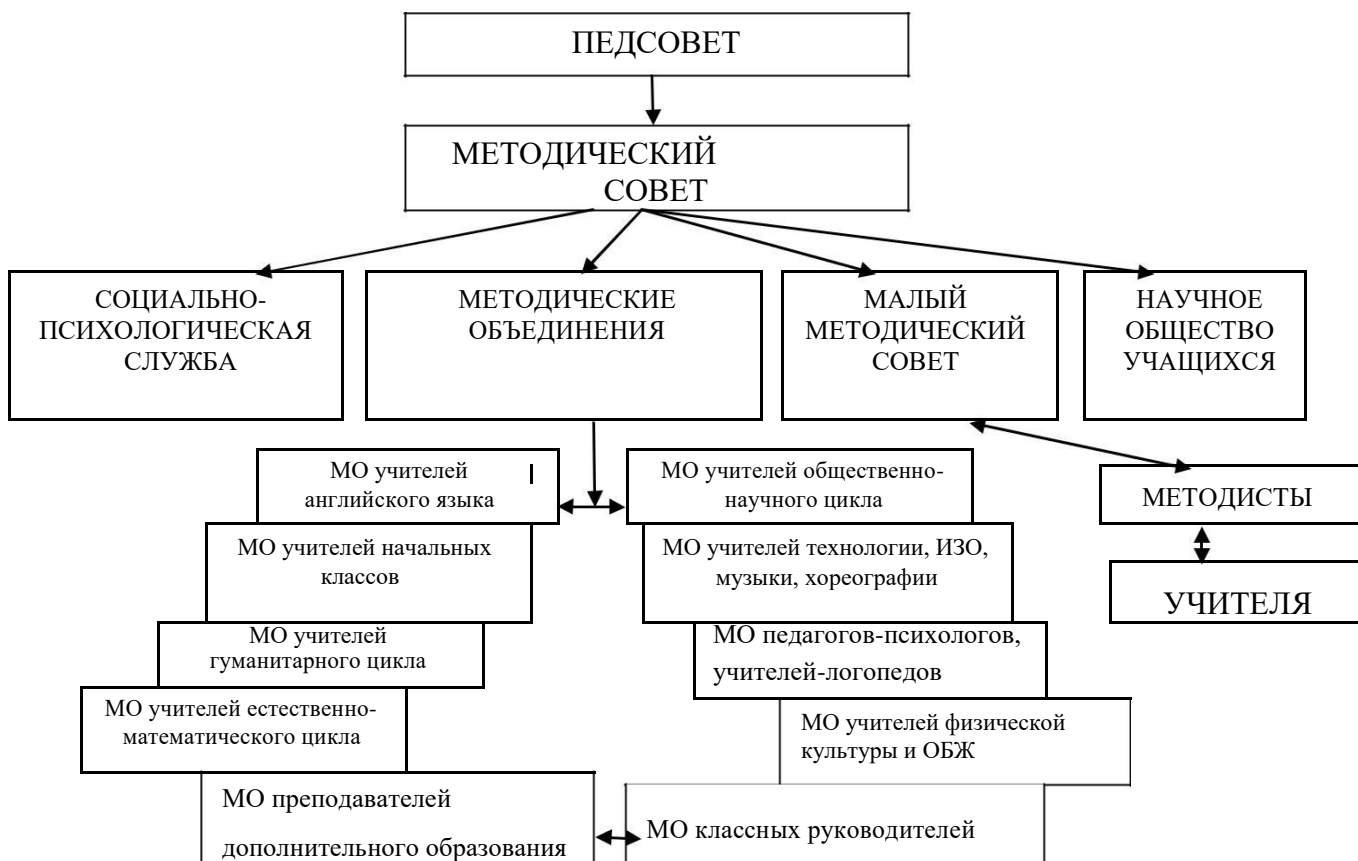 ПЕДСОВЕТ
МЕТОДИЧЕСКИЙ
СОВЕТ
СОЦИАЛЬНО-
ПСИХОЛОГИЧЕСКАЯ
СЛУЖБА
МЕТОДИЧЕСКИЕ
ОБЪЕДИНЕНИЯ
МАЛЫЙ
МЕТОДИЧЕСКИЙ
СОВЕТ
НАУЧНОЕ
ОБЩЕСТВО
УЧАЩИХСЯ
МО учителей
английского языка
МО учителей общественно-
научного цикла
МЕТОДИСТЫ
МО учителей начальных
классов
МО учителей технологии, ИЗО,
музыки, хореографии
УЧИТЕЛЯ
МО учителей
гуманитарного цикла
МО педагогов-психологов,
учителей-логопедов
МО учителей естественно-
математического цикла
МО учителей физической
культуры и ОБЖ
МО преподавателей
дополнительного образования
МО классных руководителей